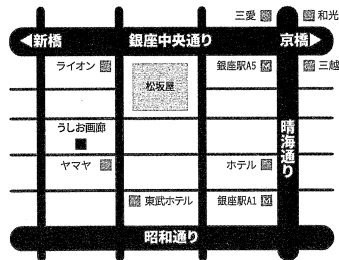 三愛
和光
◀新橋
銀座中央通り
京橋▶
ライオン
松坂屋
銀座駅A5
三越
うしお画廊
晴海通り
ヤマヤ
ホテル
東武ホテル
銀座駅A1
昭和通り